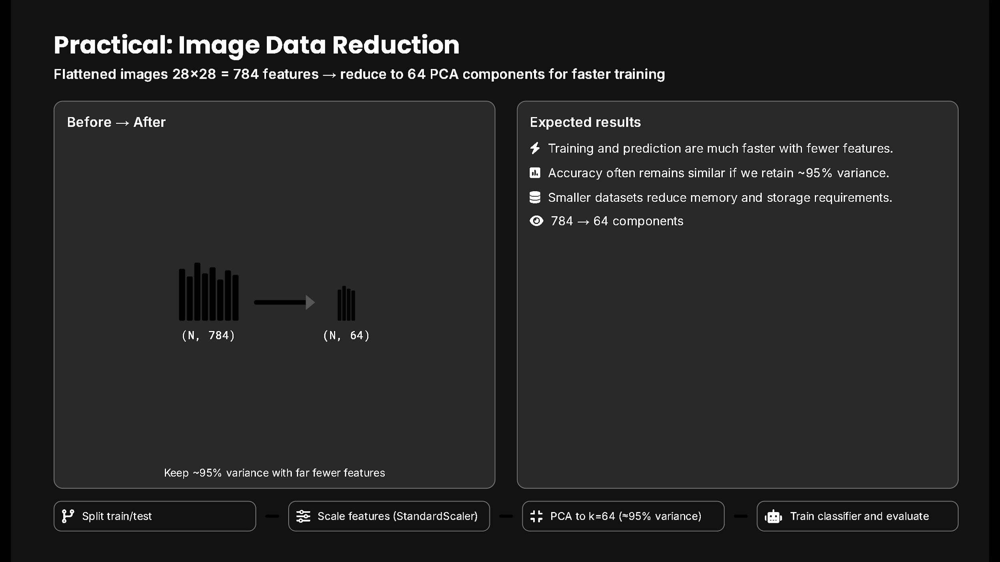 Practical: Image Data Reduction
Flattened images 28×28 = 784 features → reduce to 64 PCA components for faster training
Before → After
(N, 784)
(N, 64)
Keep ~95% variance with far fewer features
Expected results
Training and prediction are much faster with fewer features.
Accuracy often remains similar if we retain ~95% variance.
Smaller datasets reduce memory and storage requirements.
784 → 64 components
Split train/test
Scale features (StandardScaler)
PCA to k=64 (≈95% variance)
Train classifier and evaluate